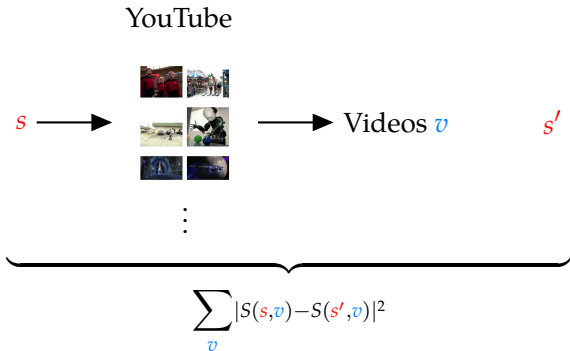 YouTube
s → Videos v s′
⋮
∑_v |S(s,v)−S(s′,v)|²